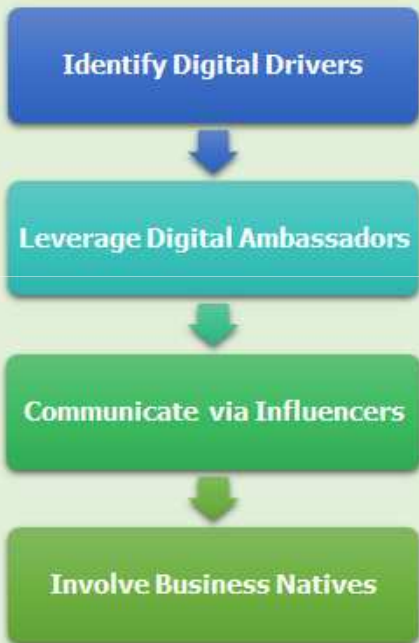 Identify Digital Drivers
Leverage Digital Ambassadors
Communicate via Influencers
Involve Business Natives